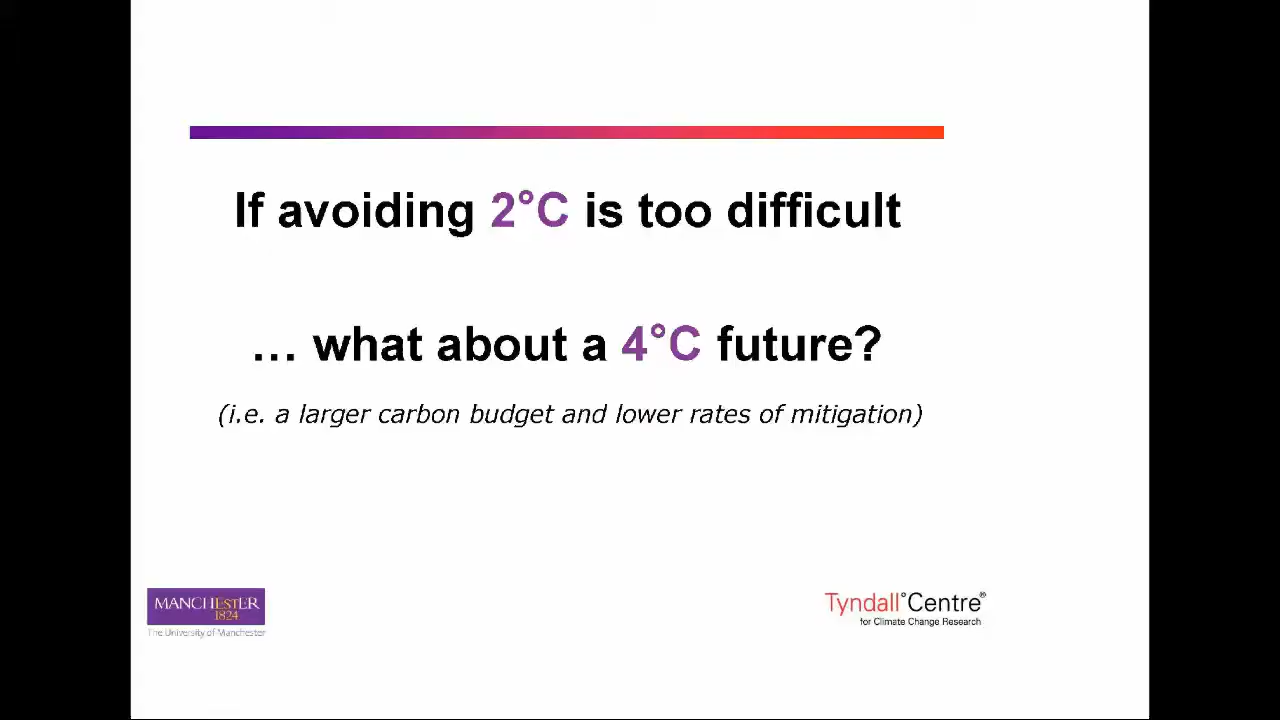 If avoiding 2°C is too difficult
… what about a 4°C future?
(i.e. a larger carbon budget and lower rates of mitigation)
MANCHESTER
1824
The University of Manchester
Tyndall°Centre®
for Climate Change Research